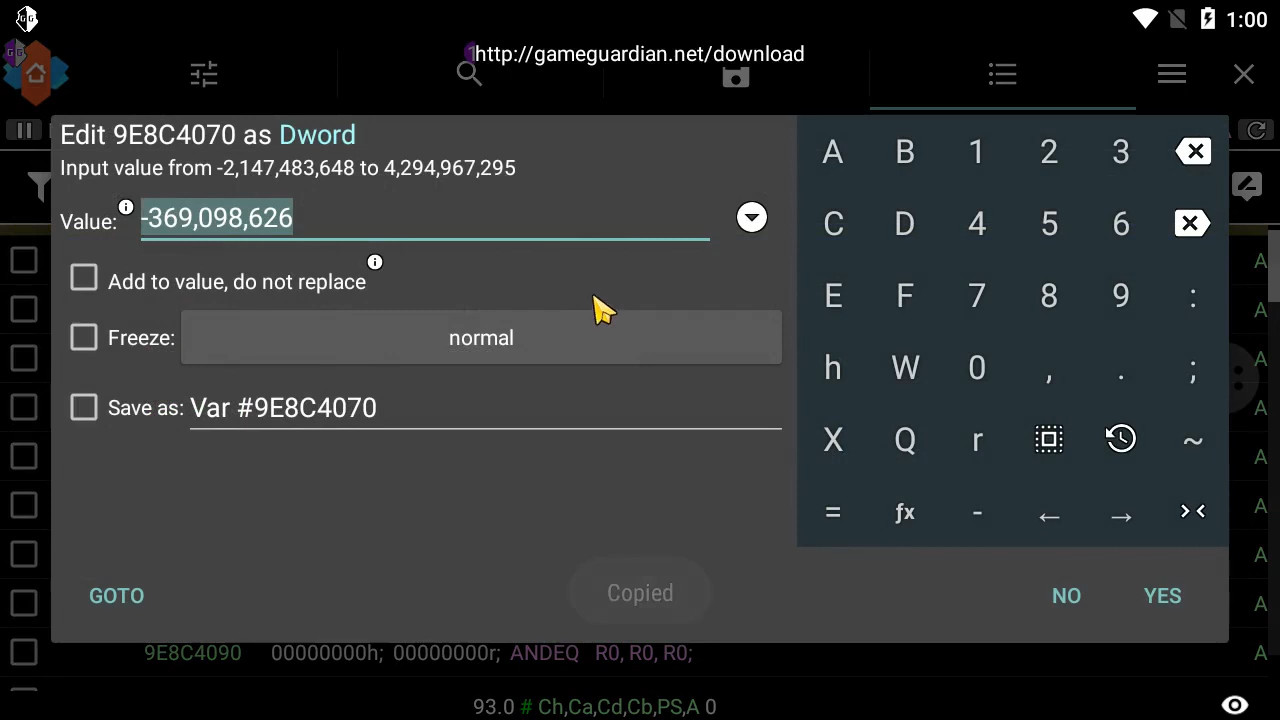 1:00
http://gameguardian.net/download
Edit 9E8C4070 as Dword
Input value from -2,147,483,648 to 4,294,967,295
Value: -369,098,626
Add to value, do not replace
Freeze: normal
Save as: Var #9E8C4070
A B 1 2 3
C D 4 5 6
E F 7 8 9 :
h W 0 , . ;
X Q r ~
= ƒx - ← → > <
Copied
GOTO NO YES
A
A
A
A
A
A
A
A
9E8C4090 00000000h; 00000000r; ANDEQ R0, R0, R0; A
93.0 # Ch,Ca,Cd,Cb,PS,A 0